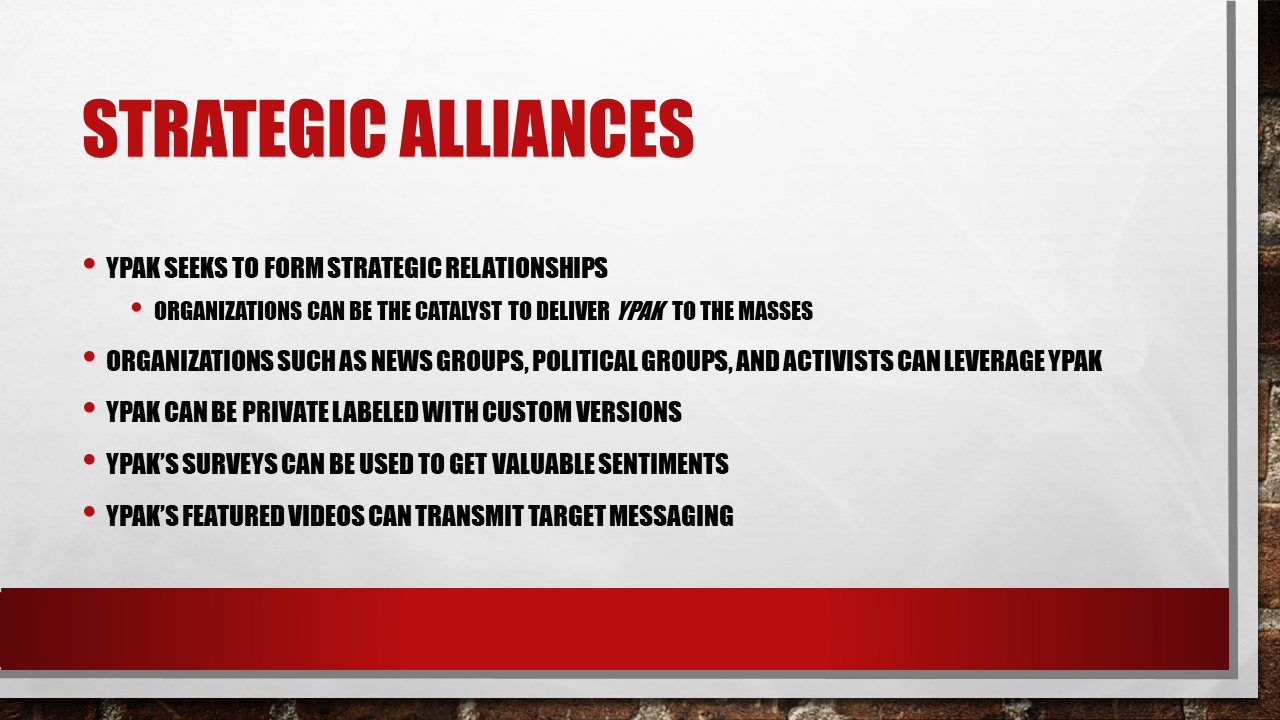 STRATEGIC ALLIANCES
• YPAK SEEKS TO FORM STRATEGIC RELATIONSHIPS
• ORGANIZATIONS CAN BE THE CATALYST TO DELIVER YPAK TO THE MASSES
• ORGANIZATIONS SUCH AS NEWS GROUPS, POLITICAL GROUPS, AND ACTIVISTS CAN LEVERAGE YPAK
• YPAK CAN BE PRIVATE LABELED WITH CUSTOM VERSIONS
• YPAK’S SURVEYS CAN BE USED TO GET VALUABLE SENTIMENTS
• YPAK’S FEATURED VIDEOS CAN TRANSMIT TARGET MESSAGING